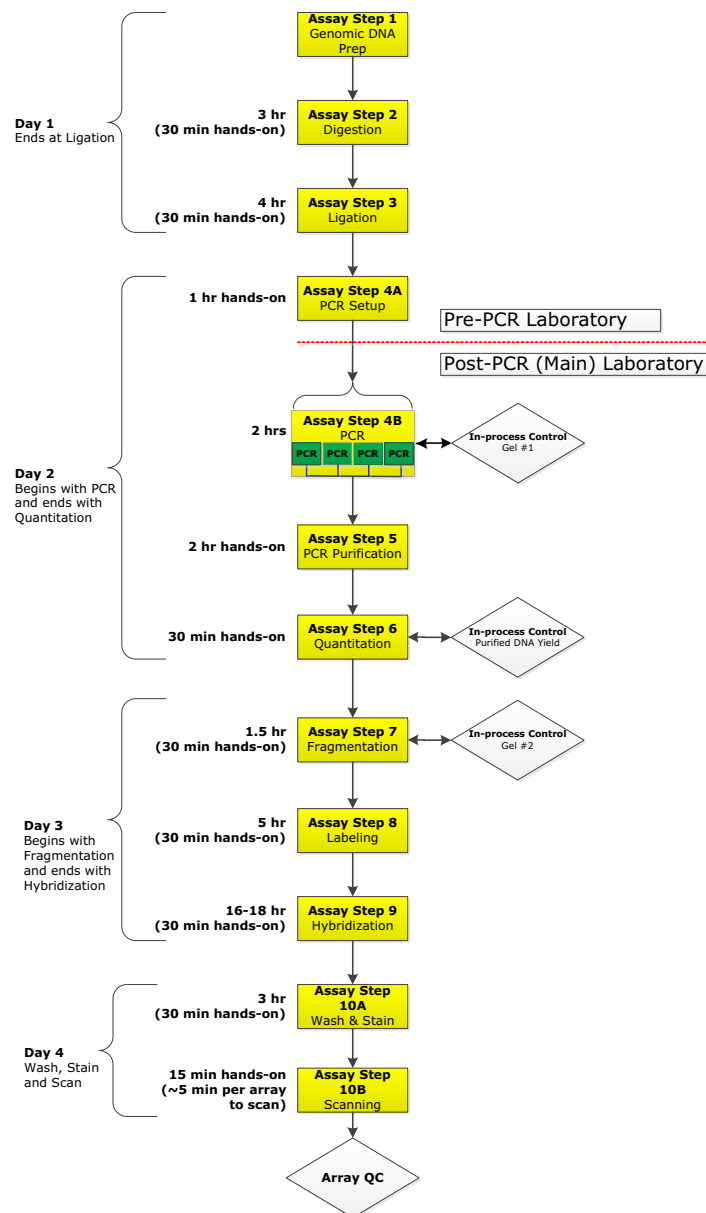 Assay Step 1
Genomic DNA
Prep
Day 1
Ends at Ligation
3 hr
(30 min hands-on)
Assay Step 2
Digestion
4 hr
(30 min hands-on)
Assay Step 3
Ligation
1 hr hands-on
Assay Step 4A
PCR Setup
Pre-PCR Laboratory
Post-PCR (Main) Laboratory
2 hrs
Assay Step 4B
PCR
PCR PCR PCR PCR
In-process Control
Gel #1
Day 2
Begins with PCR
and ends with
Quantitation
2 hr hands-on
Assay Step 5
PCR Purification
30 min hands-on
Assay Step 6
Quantitation
In-process Control
Purified DNA Yield
1.5 hr
(30 min hands-on)
Assay Step 7
Fragmentation
In-process Control
Gel #2
Day 3
Begins with
Fragmentation
and ends with
Hybridization
5 hr
(30 min hands-on)
Assay Step 8
Labeling
16-18 hr
(30 min hands-on)
Assay Step 9
Hybridization
3 hr
(30 min hands-on)
Assay Step
10A
Wash & Stain
Day 4
Wash, Stain
and Scan
15 min hands-on
(~5 min per array
to scan)
Assay Step
10B
Scanning
Array QC